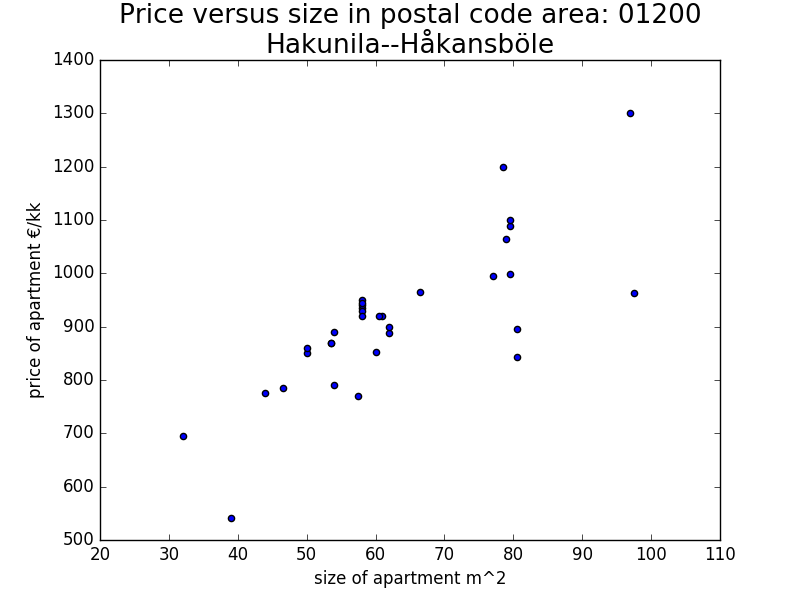 Price versus size in postal code area: 01200
Hakunila--Håkansböle
1400
1300
1200
1100
1000
900
800
700
600
500
price of apartment €/kk
20 30 40 50 60 70 80 90 100 110
size of apartment m^2